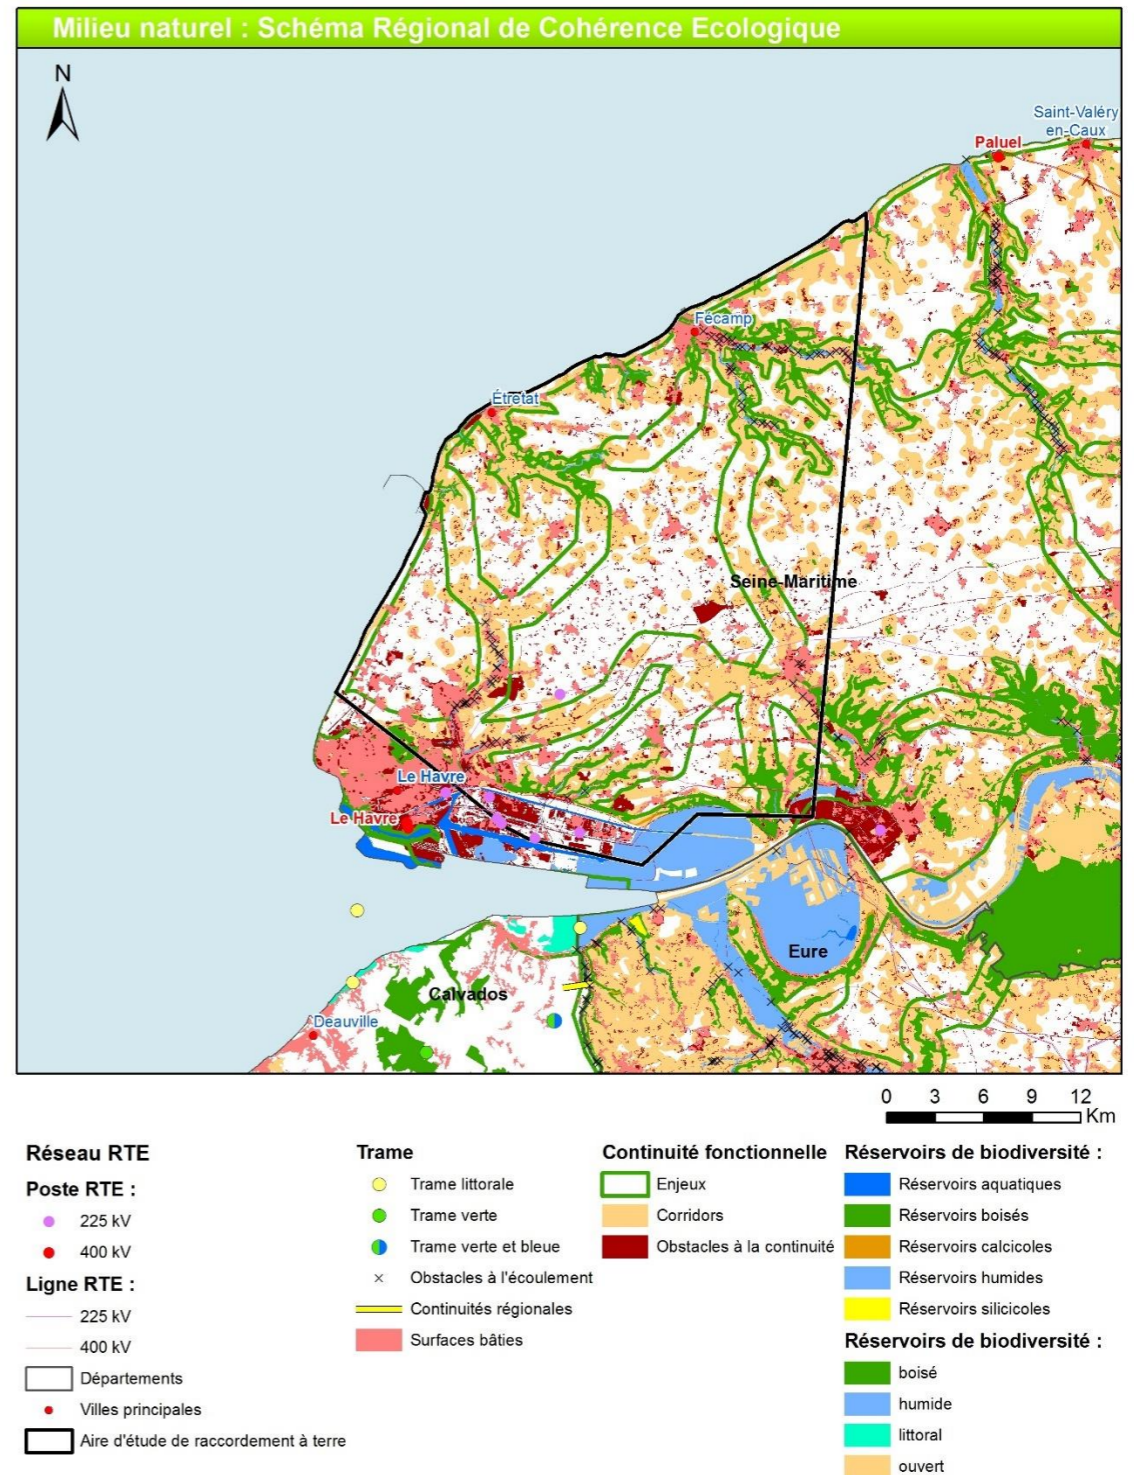 Milieu naturel : Schéma Régional de Cohérence Ecologique
N
Saint-Valéry
en-Caux
Paluel
Fécamp
Étretat
Seine-Maritime
Le Havre
Le Havre
Eure
Calvados
Deauville
0 3 6 9 12
Km
Réseau RTE
Poste RTE :
225 kV
400 kV
Ligne RTE :
225 kV
400 kV
Départements
Villes principales
Aire d'étude de raccordement à terre
Trame
Trame littorale
Trame verte
Trame verte et bleue
Obstacles à l'écoulement
Continuités régionales
Surfaces bâties
Continuité fonctionnelle
Enjeux
Corridors
Obstacles à la continuité
Réservoirs de biodiversité :
Réservoirs aquatiques
Réservoirs boisés
Réservoirs calcicoles
Réservoirs humides
Réservoirs silicicoles
Réservoirs de biodiversité :
boisé
humide
littoral
ouvert